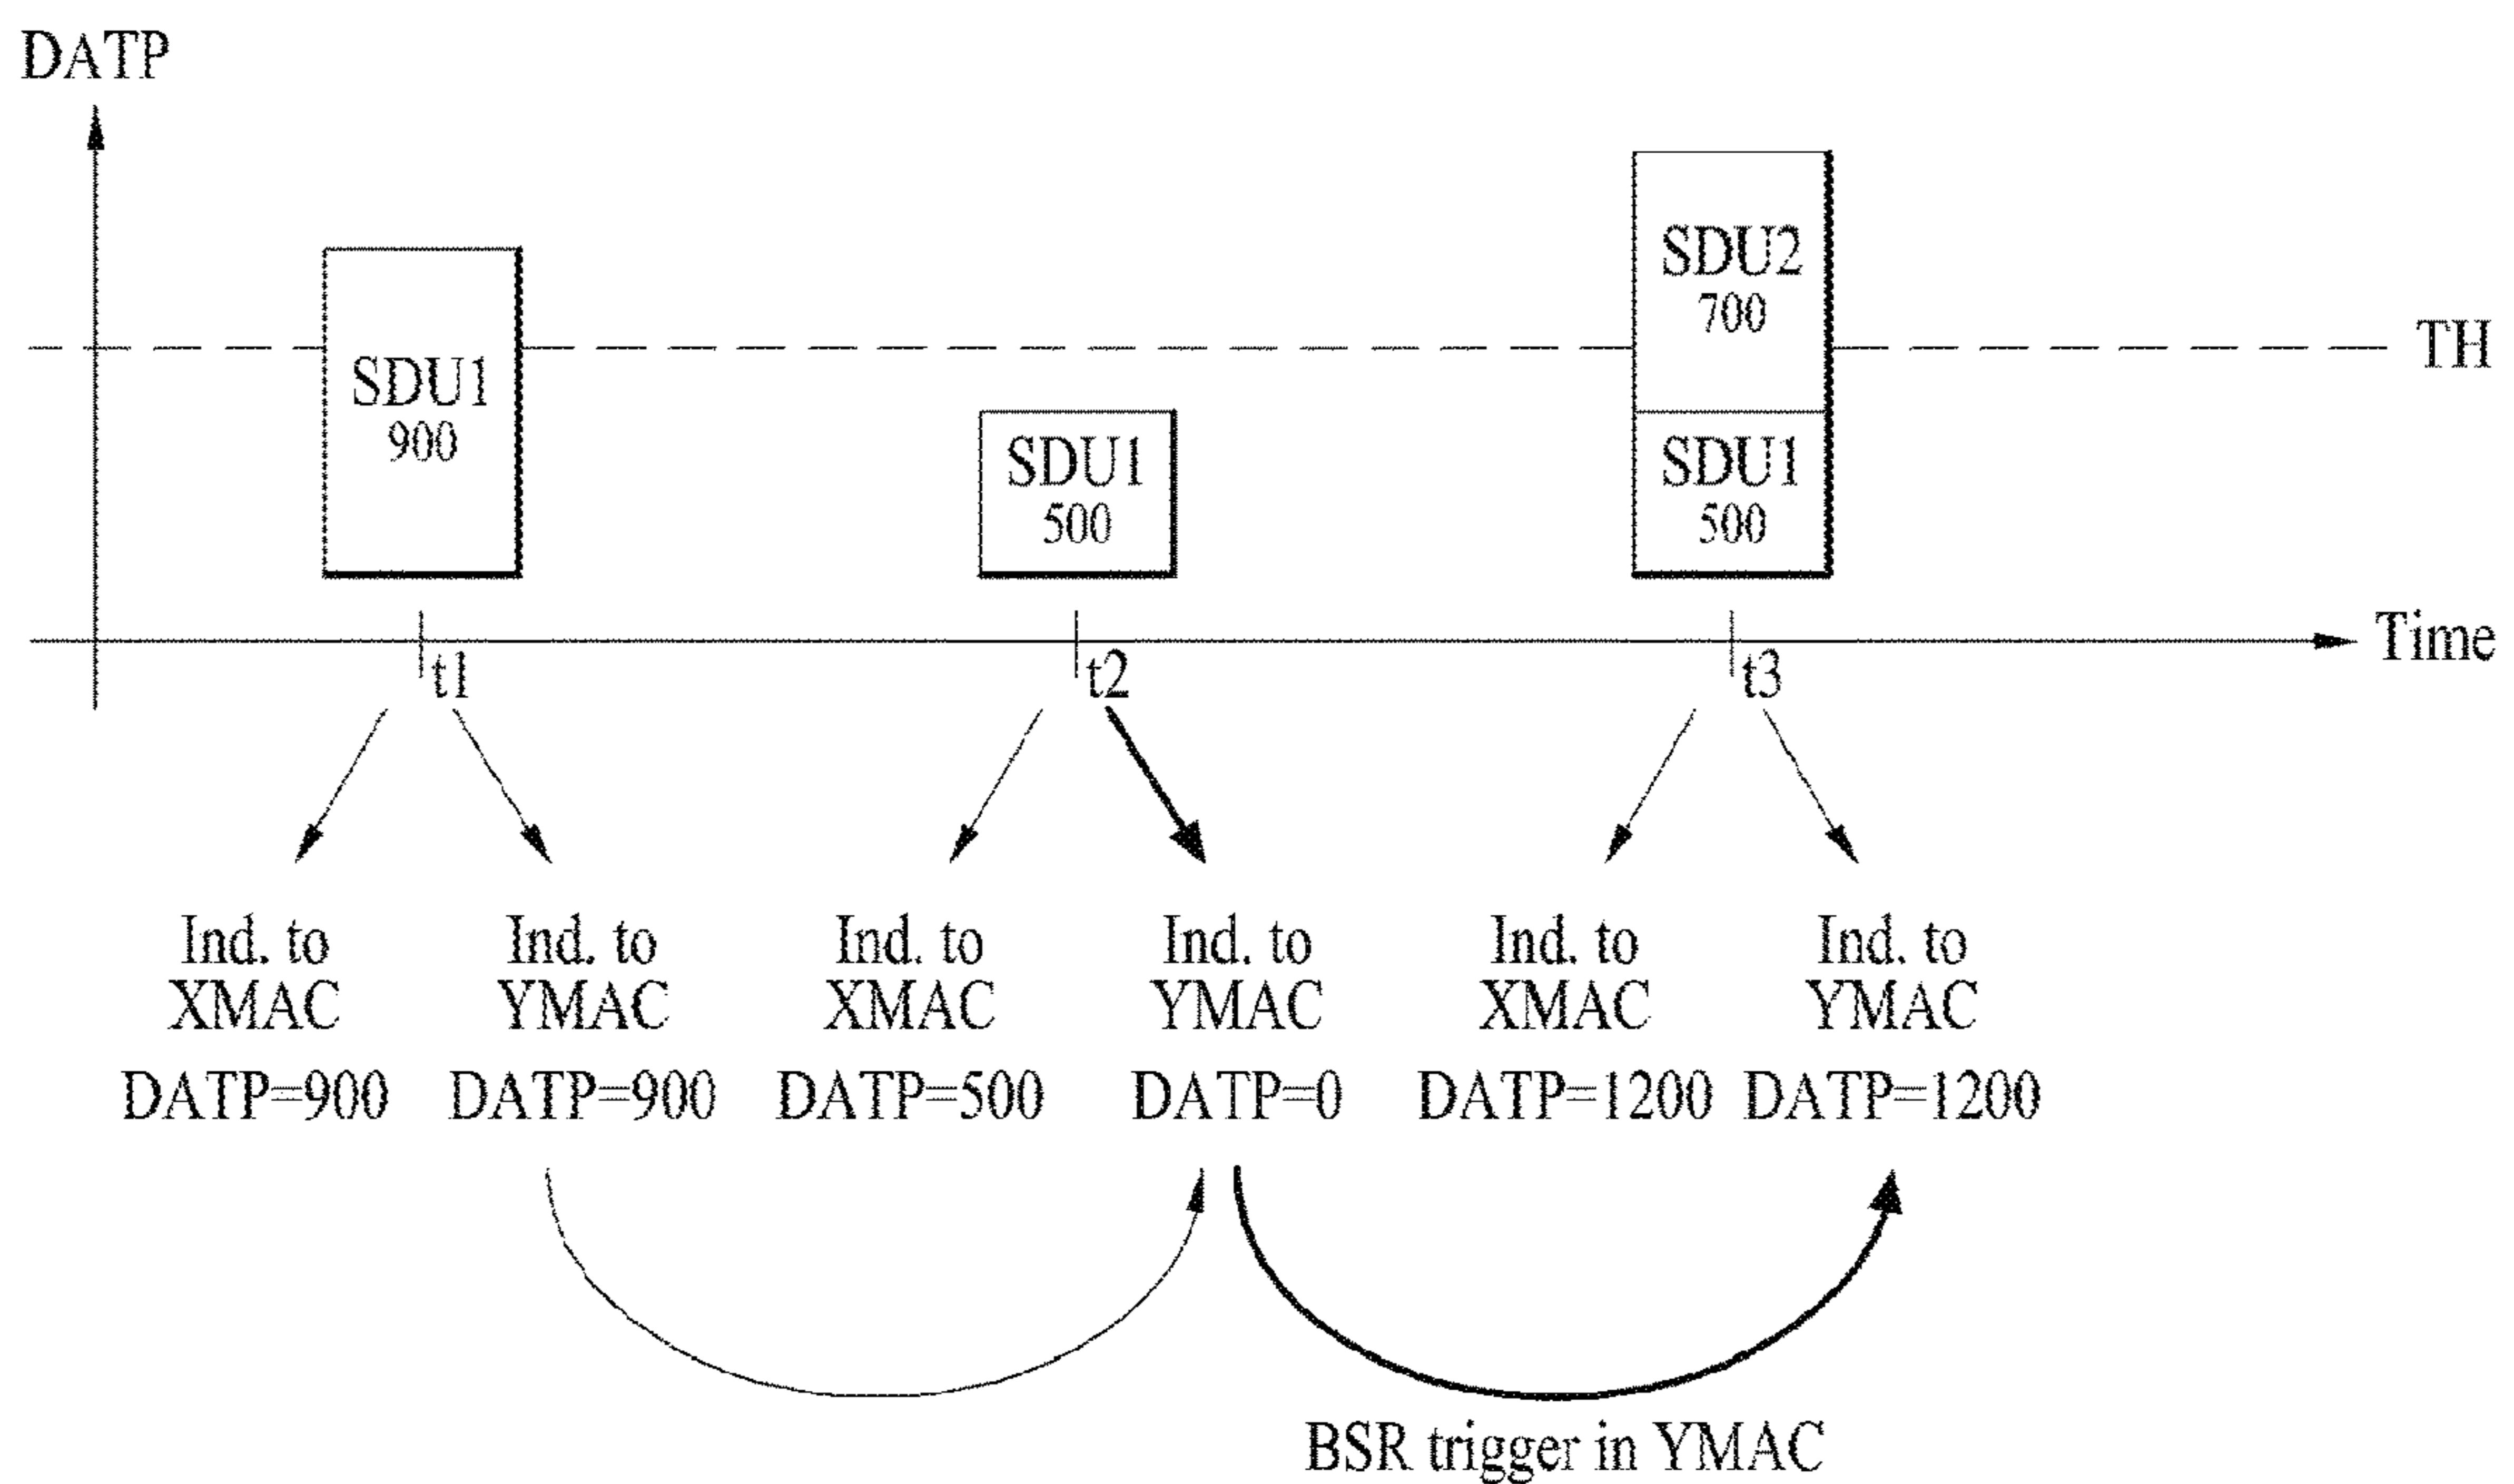 DATP
SDU2
700
TH
SDU1
900
SDU1
500
SDU1
500
Time
t1
t2
t3
Ind. to
XMAC
DATP=900
Ind. to
YMAC
DATP=900
Ind. to
XMAC
DATP=500
Ind. to
YMAC
DATP=0
Ind. to
XMAC
DATP=1200
Ind. to
YMAC
DATP=1200
BSR trigger in YMAC